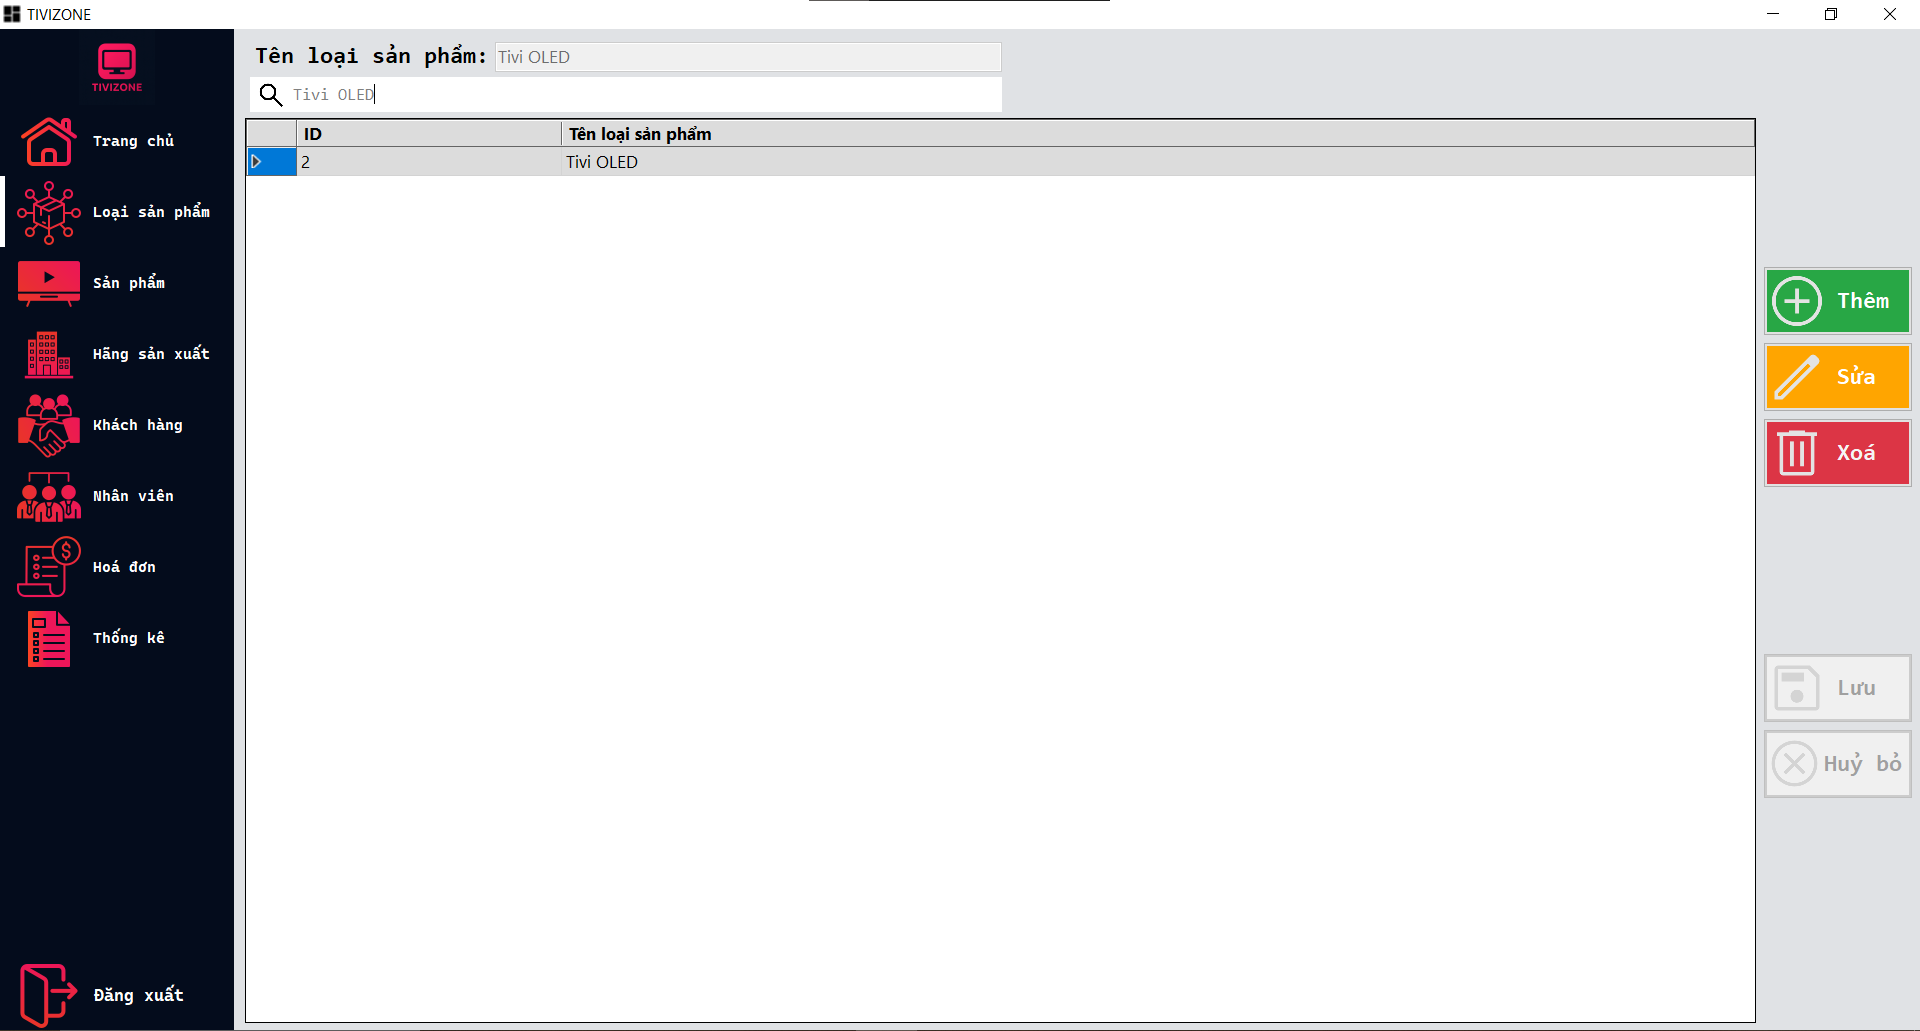 TIVIZONE
TIVIZONE
Trang chủ
Loại sản phẩm
Sản phẩm
Hãng sản xuất
Khách hàng
Nhân viên
Hoá đơn
Thống kê
Đăng xuất
Tên loại sản phẩm: Tivi OLED
Tivi OLED
ID Tên loại sản phẩm
2 Tivi OLED
Thêm
Sửa
Xoá
Lưu
Huỷ bỏ